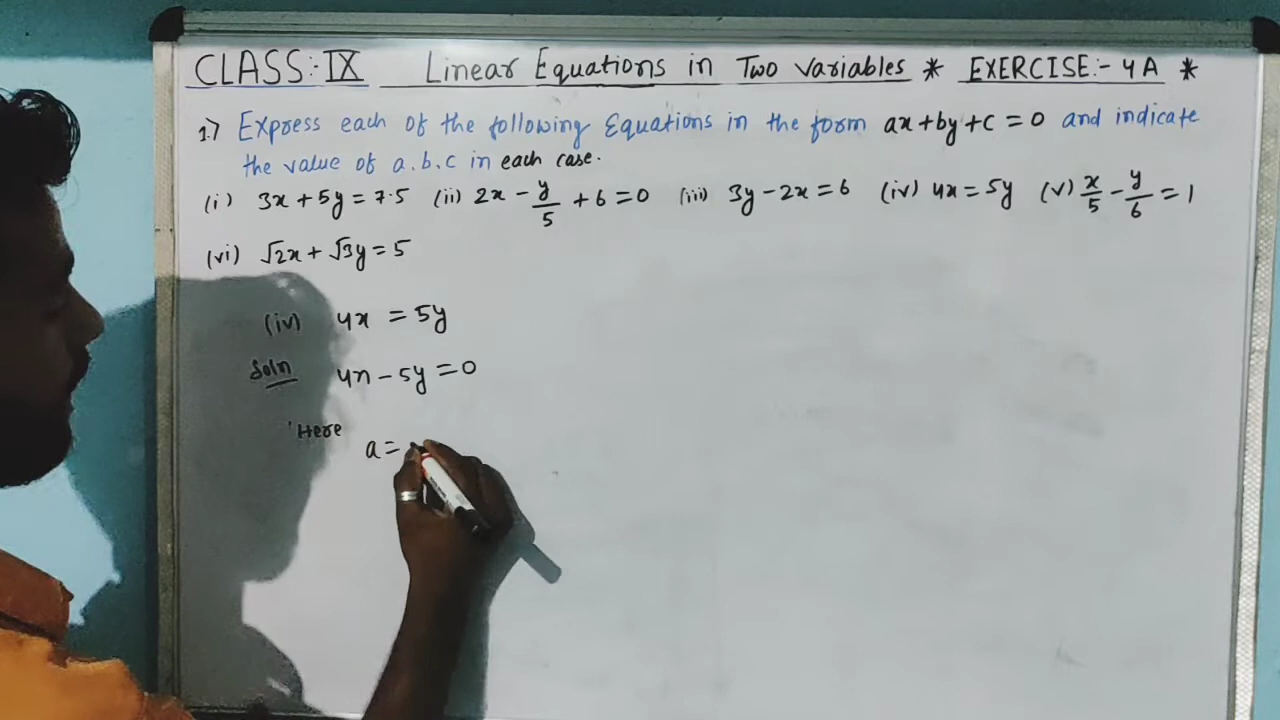 CLASS:- IX Linear Equations in Two Variables * EXERCISE:- 4A *
1.7 Express each of the following Equations in the form ax+by+c=0 and indicate
the value of a.b.c in each case.
(i) 3x+5y=7.5 (ii) 2x - y/5 +6=0 (iii) 3y-2x=6 (iv) 4x=5y (v) x/5 - y/6 =1
(vi) √2x+√3y=5
(iv) 4x = 5y
Soln 4x-5y=0
Here
a=